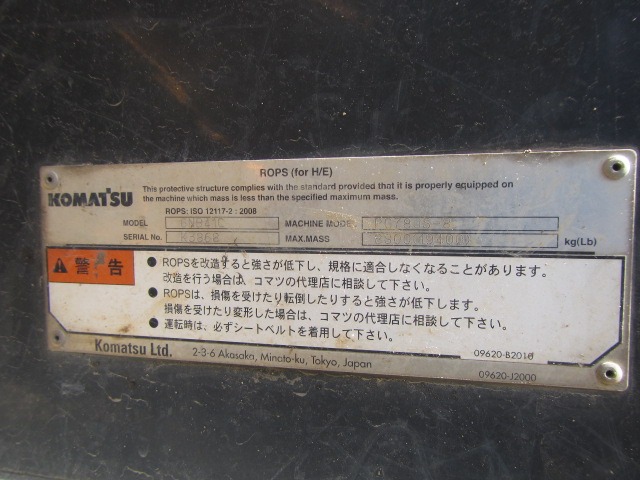 ROPS (for H/E)
KOMATSU
This protective structure complies with the standard provided that it is properly equipped on
the machine which mass is less than the specified maximum mass.
ROPS: ISO 12117-2 : 2008
MODEL MACHINE MODEL
SERIAL No. MAX.MASS kg(Lb)
警告
● ROPSを改造すると強さが低下し、規格に適合しなくなることがあります。
改造を行う場合は、コマツの代理店に相談して下さい。
● ROPSは、損傷を受けたり転倒したりすると強さが低下します。
損傷を受けたり変形した場合は、コマツの代理店に相談して下さい。
● 運転時は、必ずシートベルトを着用して下さい。
09620-B2010
Komatsu Ltd. 2-3-6 Akasaka, Minato-ku, Tokyo, Japan
09620-J2000